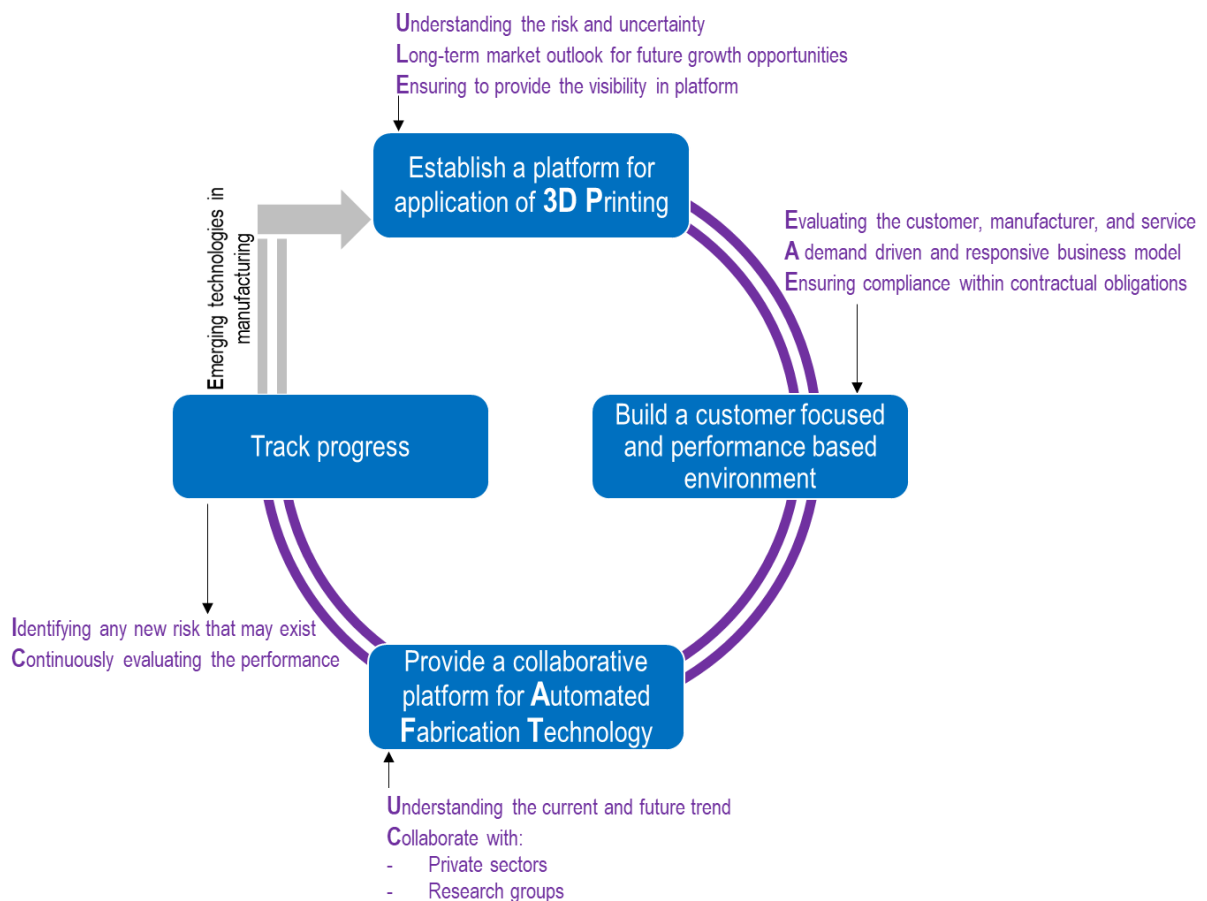 Understanding the risk and uncertainty
Long-term market outlook for future growth opportunities
Ensuring to provide the visibility in platform
Establish a platform for
application of 3D Printing
Evaluating the customer, manufacturer, and service
A demand driven and responsive business model
Ensuring compliance within contractual obligations
Emerging technologies in
manufacturing
Track progress
Build a customer focused
and performance based
environment
Identifying any new risk that may exist
Continuously evaluating the performance
Provide a collaborative
platform for Automated
Fabrication Technology
Understanding the current and future trend
Collaborate with:
- Private sectors
- Research groups